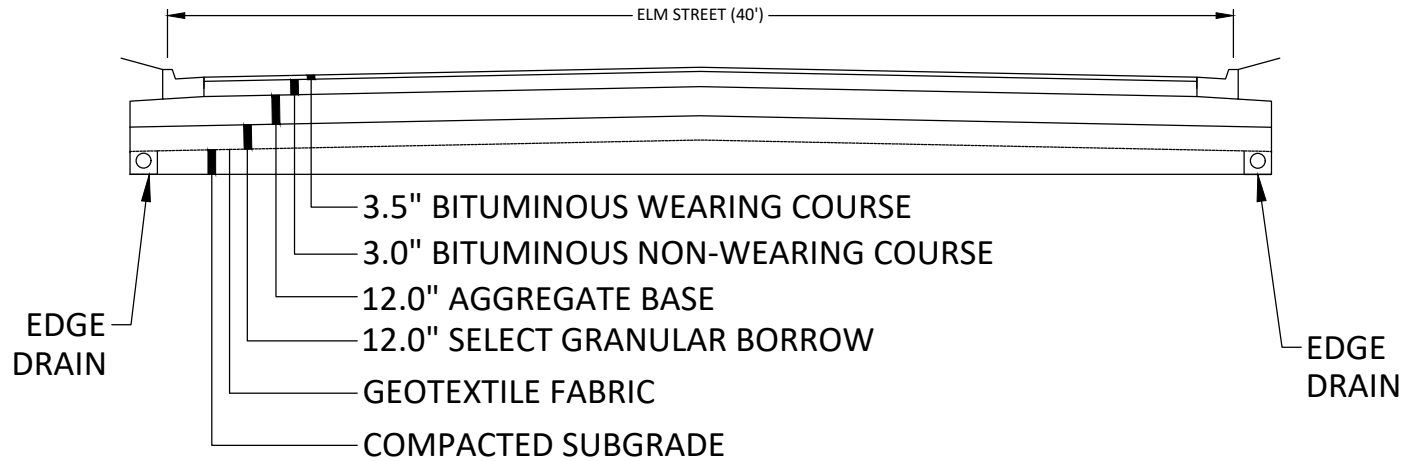 ELM STREET (40')
3.5" BITUMINOUS WEARING COURSE
3.0" BITUMINOUS NON-WEARING COURSE
12.0" AGGREGATE BASE
12.0" SELECT GRANULAR BORROW
GEOTEXTILE FABRIC
COMPACTED SUBGRADE
EDGE
DRAIN
EDGE
DRAIN